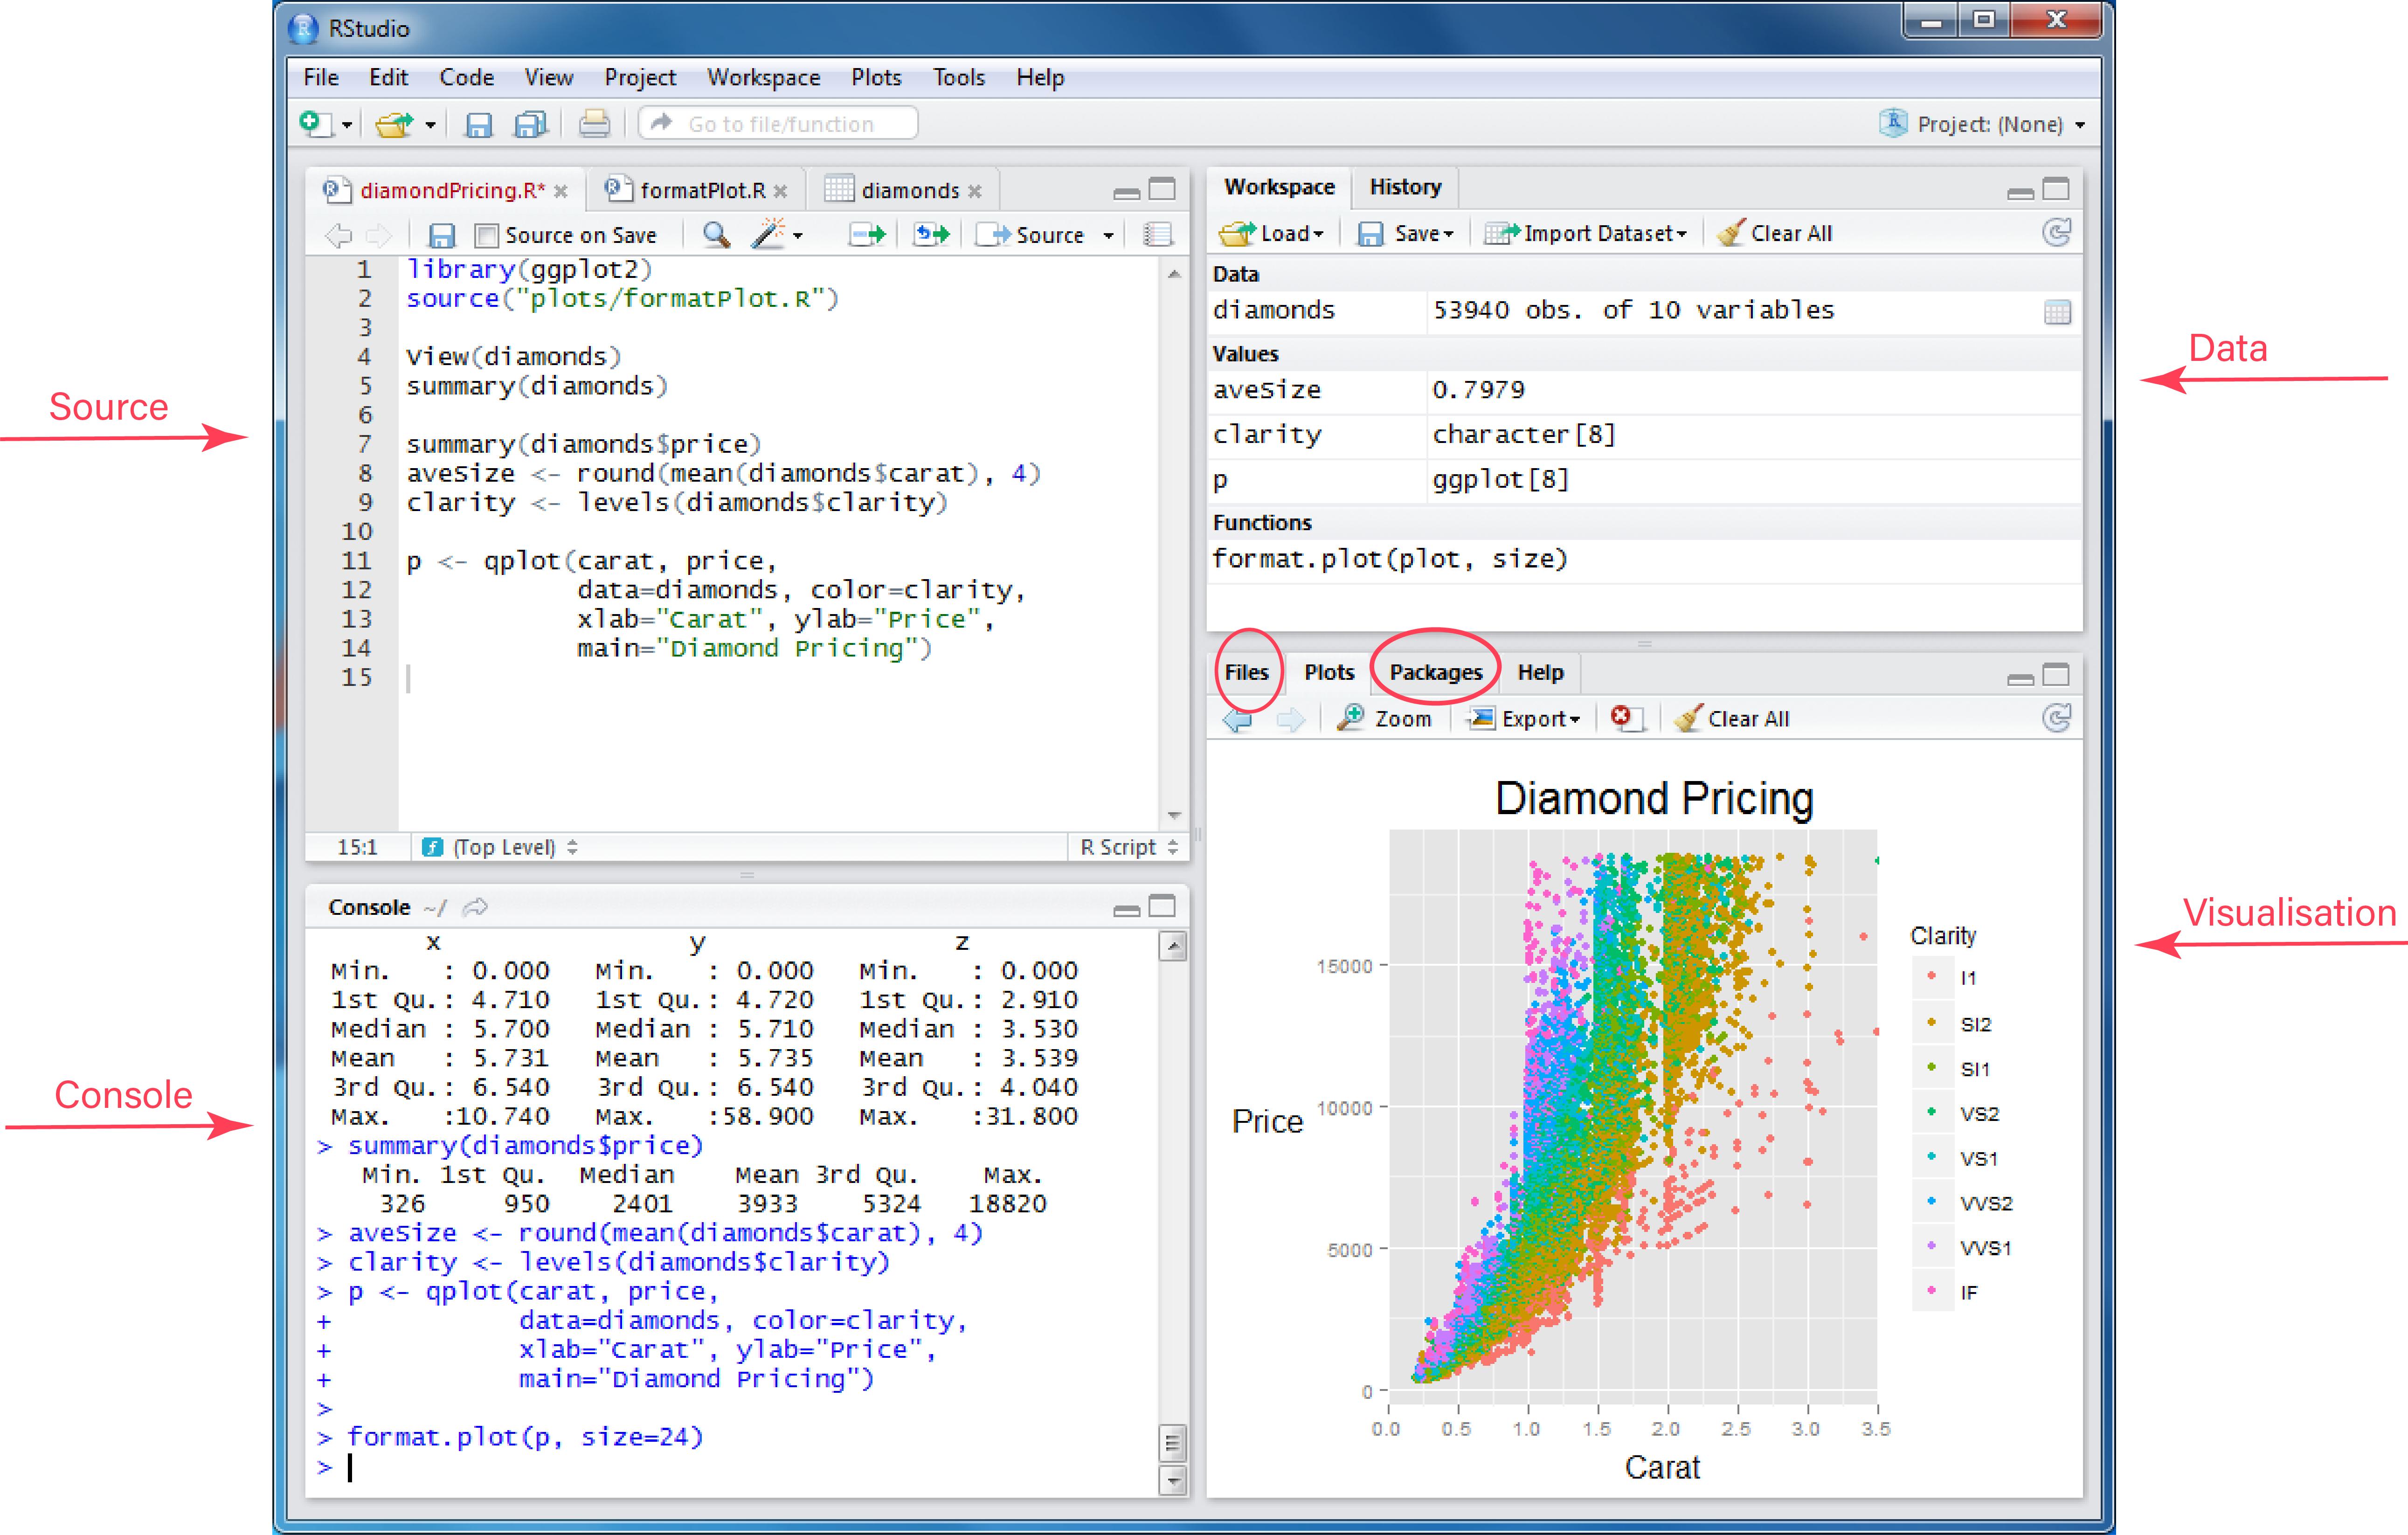 RStudio
File Edit Code View Project Workspace Plots Tools Help
Go to file/function
Project: (None)
diamondPricing.R* formatPlot.R diamonds
Source on Save Source
1 library(ggplot2)
2 source("plots/formatPlot.R")
3
4 View(diamonds)
5 summary(diamonds)
6
7 summary(diamonds$price)
8 aveSize <- round(mean(diamonds$carat), 4)
9 clarity <- levels(diamonds$clarity)
10
11 p <- qplot(carat, price,
12 data=diamonds, color=clarity,
13 xlab="Carat", ylab="Price",
14 main="Diamond Pricing")
15
15:1 (Top Level) R Script
Source
Console ~/
x y z
Min. : 0.000 Min. : 0.000 Min. : 0.000
1st Qu.: 4.710 1st Qu.: 4.720 1st Qu.: 2.910
Median : 5.700 Median : 5.710 Median : 3.530
Mean : 5.731 Mean : 5.735 Mean : 3.539
3rd Qu.: 6.540 3rd Qu.: 6.540 3rd Qu.: 4.040
Max. :10.740 Max. :58.900 Max. :31.800
> summary(diamonds$price)
Min. 1st Qu. Median Mean 3rd Qu. Max.
326 950 2401 3933 5324 18820
> aveSize <- round(mean(diamonds$carat), 4)
> clarity <- levels(diamonds$clarity)
> p <- qplot(carat, price,
+ data=diamonds, color=clarity,
+ xlab="Carat", ylab="Price",
+ main="Diamond Pricing")
>
> format.plot(p, size=24)
>
Console
Workspace History
Load Save Import Dataset Clear All
Data
diamonds 53940 obs. of 10 variables
Values
aveSize 0.7979
clarity character[8]
p ggplot[8]
Functions
format.plot(plot, size)
Data
Files Plots Packages Help
Zoom Export Clear All
Diamond Pricing
Price
15000
10000
5000
0
0.0 0.5 1.0 1.5 2.0 2.5 3.0 3.5
Carat
Clarity
I1
SI2
SI1
VS2
VS1
VVS2
VVS1
IF
Visualisation